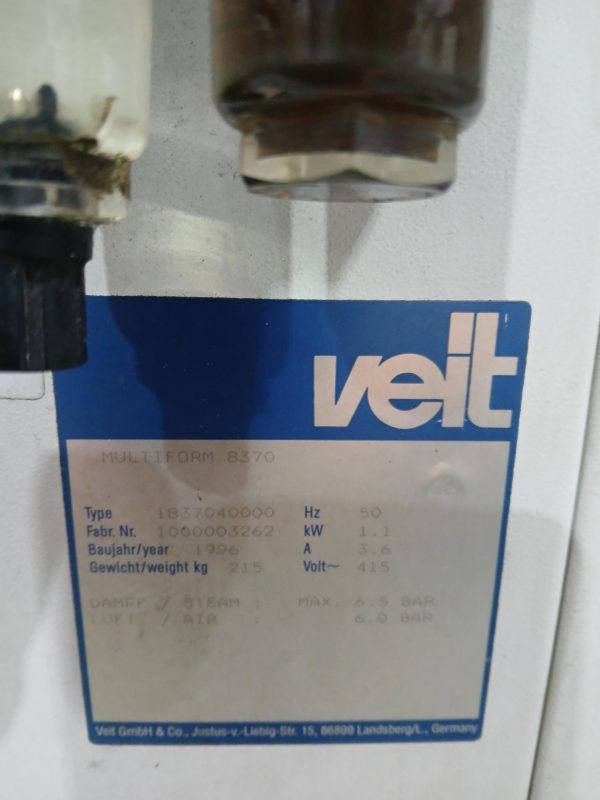 veit
MULTIFORM 8370
Type 1837040000 Hz 50
Fabr. Nr. 1000003262 kW 1.1
Baujahr/year 1996 A 3.6
Gewicht/weight kg 215 Volt~ 415
DAMPF / STEAM : MAX. 6.5 BAR
LUFT / AIR : 6.0 BAR
Veit GmbH & Co., Justus-v.-Liebig-Str. 15, 86899 Landsberg/L., Germany